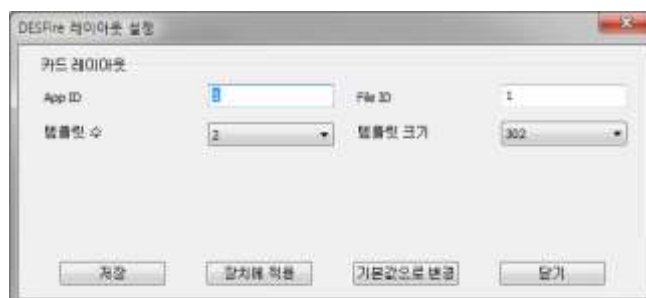 DESFire 레이아웃 설정
카드 레이아웃
App ID
File ID 1
템플릿 수 2 템플릿 크기 302
저장 장치에 적용 기본값으로 변경 닫기